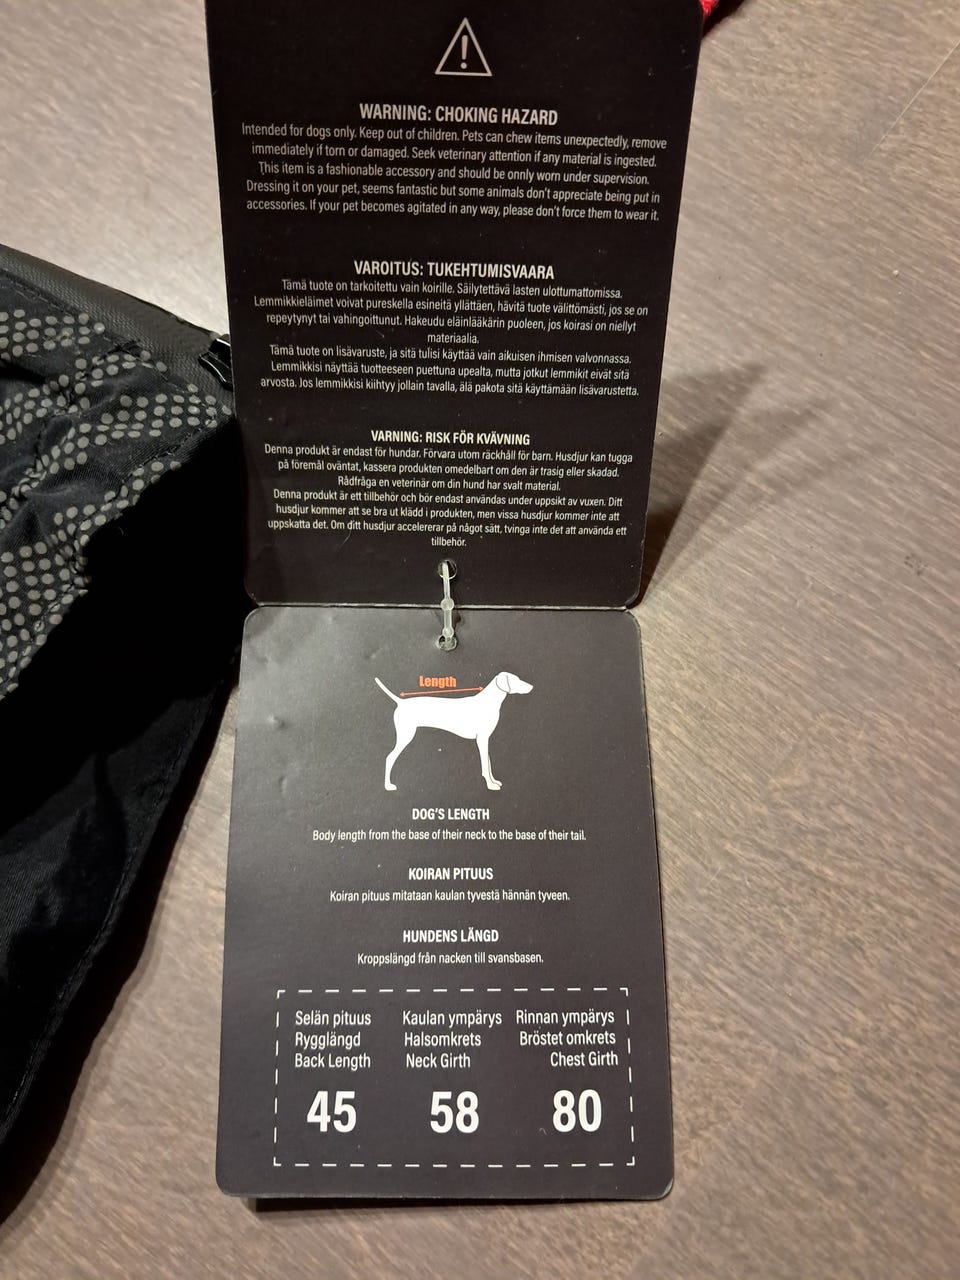 WARNING: CHOKING HAZARD
Intended for dogs only. Keep out of children. Pets can chew items unexpectedly, remove
immediately if torn or damaged. Seek veterinary attention if any material is ingested.
This item is a fashionable accessory and should be onnly worn under supervision.
Dressing it on your pet, seems fantastic but some animals don't appreciate being put in
accessories. If your pet becomes agitated in any way, please don't force them to wear it.
VAROITUS: TUKEHTUMISVAARA
Tämä tuote on tarkoitettu vain koirille. Säilytettävä lasten ulottumattomissa.
Lemmikkieläimet voivat pureskella esineitä yllättäen, hävitä tuote välittömästi, jos se on
repeytynyt tai vahingoittunut. Hakeudu eläinlääkärin puoleen, jos koirasi on niellyt
materiaalia.
Tämä tuote on lisävaruste, ja sitä tulisi käyttää vain aikuisen ihmisen valvonnassa.
Lemmikkisi näyttää tuotteeseen puettuna upealta, mutta jotkut lemmikit eivät sitä
arvosta. Jos lemmikkisi kiihtyy jollain tavalla, älä pakota sitä käyttämään lisävarustetta.
VARNING: RISK FÖR KVÄVNING
Denna produkt är endast för hundar. Förvara utom räckhåll för barn. Husdjur kan tugga
på föremål oväntat, kassera produkten omedelbart om den är trasig eller skadad.
Rådfråga en veterinär om din hund har svalt material.
Denna produkt är ett tillbehör och bör endast användas under uppsikt av vuxen. Ditt
husdjur kommer att se bra ut klädd i produkten, men vissa husdjur kommer inte att
uppskatta det. Om ditt husdjur accelererar på något sätt, tvinga inte det att använda ett
tillbehör.
Length
DOG'S LENGTH
Body length from the base of their neck to the base of their tail.
KOIRAN PITUUS
Koiran pituus mitataan kaulan tyvestä hännän tyveen.
HUNDENS LÄNGD
Kroppslängd från nacken till svansbasen.
Selän pituus Kaulan ympärys Rinnan ympärys
Rygglängd Halsomkrets Bröstet omkrets
Back Length Neck Girth Chest Girth
45 58 80